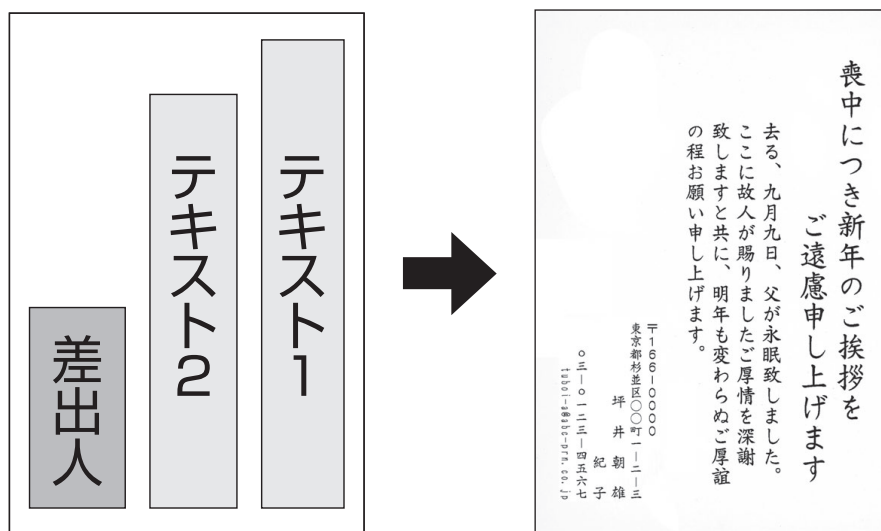 テキスト1
テキスト2
差出人
喪中につき新年のご挨拶を
ご遠慮申し上げます
去る、九月九日、父が永眠致しました。
ここに故人が賜りましたご厚情を深謝
致しますと共に、明年も変わらぬご厚誼
の程お願い申し上げます。
〒166-0000
東京都杉並区〇〇町一ー二ー三
坪井朝雄
紀子
〇三ー〇一二三ー四五六七
tuboi-a@abc-prn.co.jp